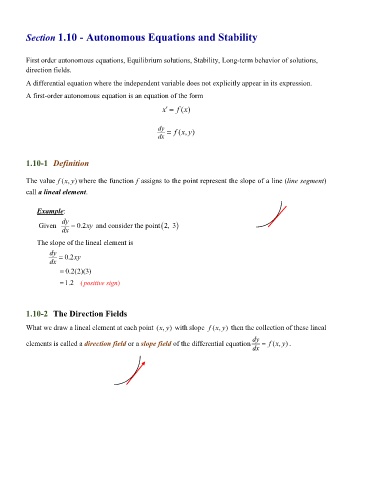 Section 1.10 - Autonomous Equations and Stability
First order autonomous equations, Equilibrium solutions, Stability, Long-term behavior of solutions,
direction fields.
A differential equation where the independent variable does not explicitly appear in its expression.
A first-order autonomous equation is an equation of the form
x' = f(x)
dy/dx = f(x, y)
1.10-1 Definition
The value f(x, y) where the function f assigns to the point represent the slope of a line (line segment)
call a lineal element.
Example:
Given dy/dx = 0.2xy and consider the point (2, 3)
The slope of the lineal element is
dy/dx = 0.2xy
= 0.2(2)(3)
= 1.2 (positive sign)
1.10-2 The Direction Fields
What we draw a lineal element at each point (x, y) with slope f(x, y) then the collection of these lineal
elements is called a direction field or a slope field of the differential equation dy/dx = f(x, y).